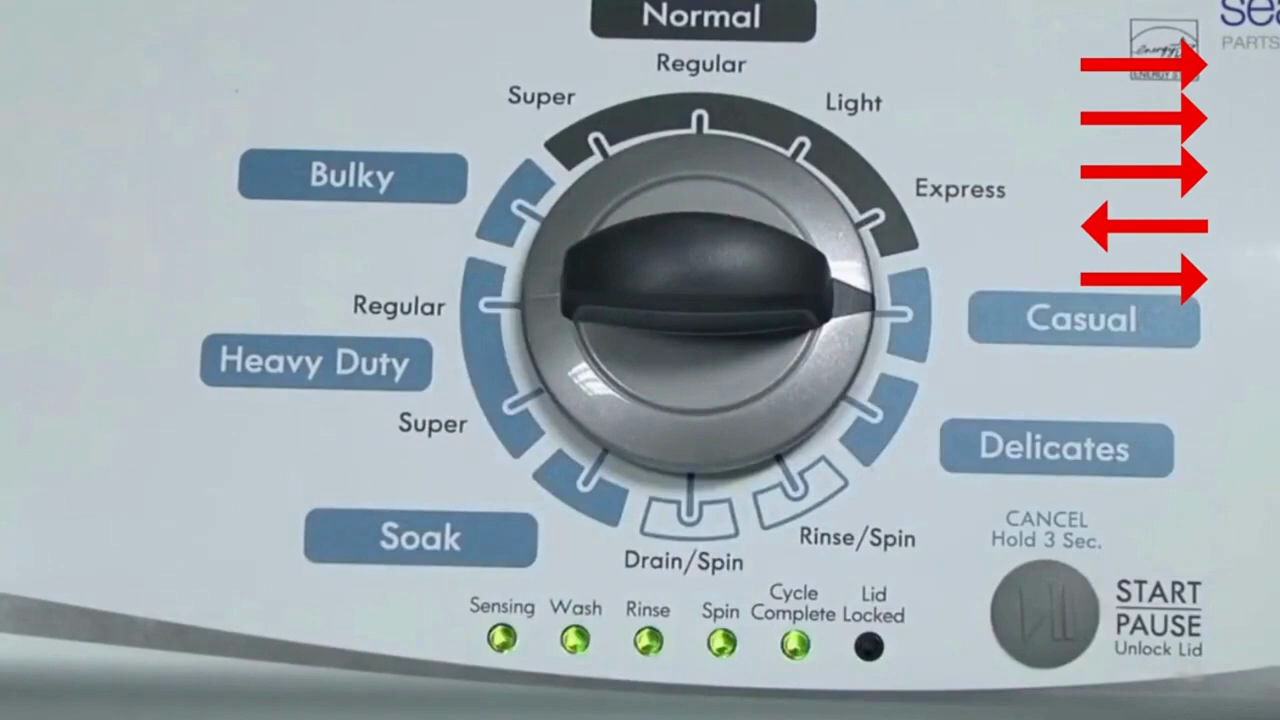 Normal
PARTS
Regular
Super
Light
Bulky
Express
Regular
Casual
Heavy Duty
Super
Delicates
Soak
CANCEL
Hold 3 Sec.
Rinse/Spin
Drain/Spin
Sensing
Wash
Rinse
Spin
Cycle
Complete
Lid
Locked
START
PAUSE
Unlock Lid